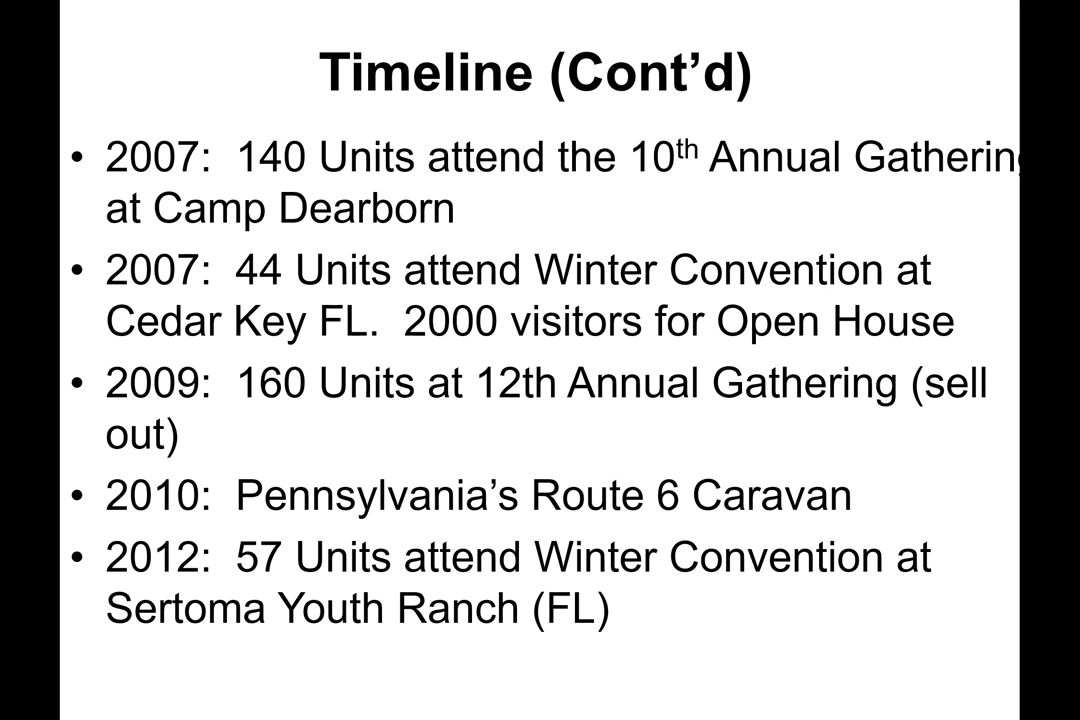 Timeline (Cont’d)
• 2007:  140 Units attend the 10th Annual Gathering
at Camp Dearborn
• 2007:  44 Units attend Winter Convention at
Cedar Key FL.  2000 visitors for Open House
• 2009:  160 Units at 12th Annual Gathering (sell
out)
• 2010:  Pennsylvania’s Route 6 Caravan
• 2012:  57 Units attend Winter Convention at
Sertoma Youth Ranch (FL)